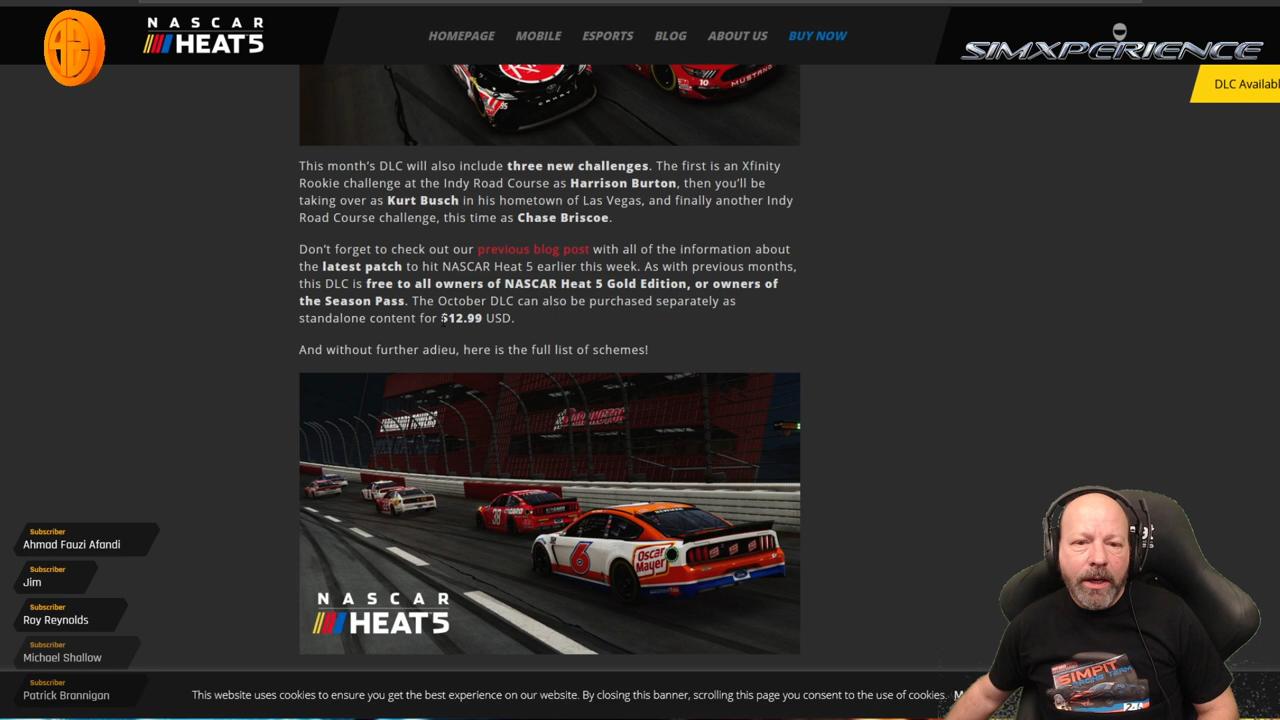 NASCAR
HEAT 5
HOMEPAGE MOBILE ESPORTS BLOG ABOUT US BUY NOW
SIMXPERIENCE
DLC Availabl
10 MUSTANG
This month's DLC will also include three new challenges. The first is an Xfinity
Rookie challenge at the Indy Road Course as Harrison Burton, then you'll be
taking over as Kurt Busch in his hometown of Las Vegas, and finally another Indy
Road Course challenge, this time as Chase Briscoe.
Don't forget to check out our previous blog post with all of the information about
the latest patch to hit NASCAR Heat 5 earlier this week. As with previous months,
this DLC is free to all owners of NASCAR Heat 5 Gold Edition, or owners of
the Season Pass. The October DLC can also be purchased separately as
standalone content for $12.99 USD.
And without further adieu, here is the full list of schemes!
DARLINGTON
38
6
Oscar
Mayer
NASCAR
HEAT 5
Subscriber
Ahmad Fauzi Afandi
Subscriber
Jim
Subscriber
Roy Reynolds
Subscriber
Michael Shallow
Subscriber
Patrick Brannigan
This website uses cookies to ensure you get the best experience on our website. By closing this banner, scrolling this page you consent to the use of cookies. M
SIMPIT
RACING TEAM